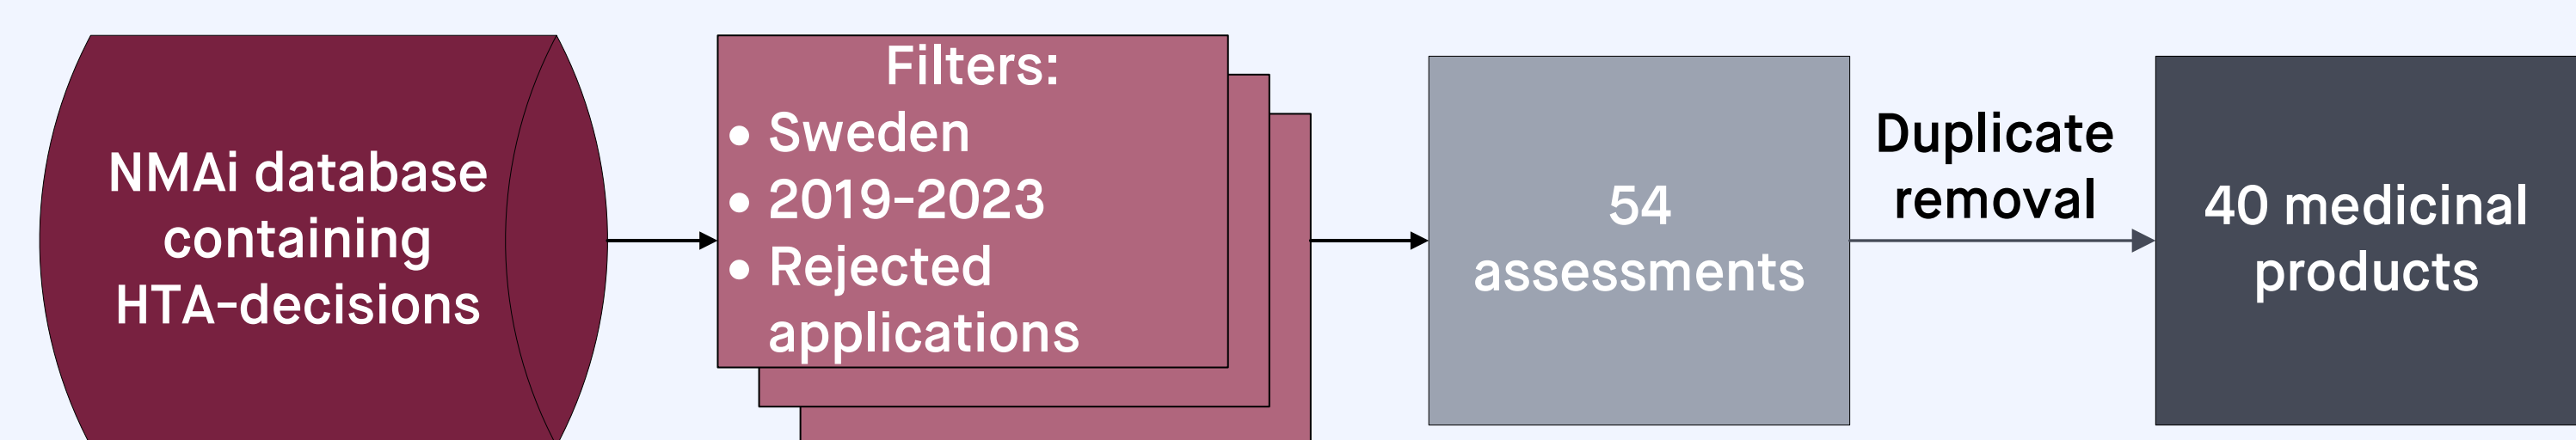 NMAi database
containing
HTA-decisions
Filters:
• Sweden
• 2019-2023
• Rejected
applications
54
assessments
Duplicate
removal
40 medicinal
products